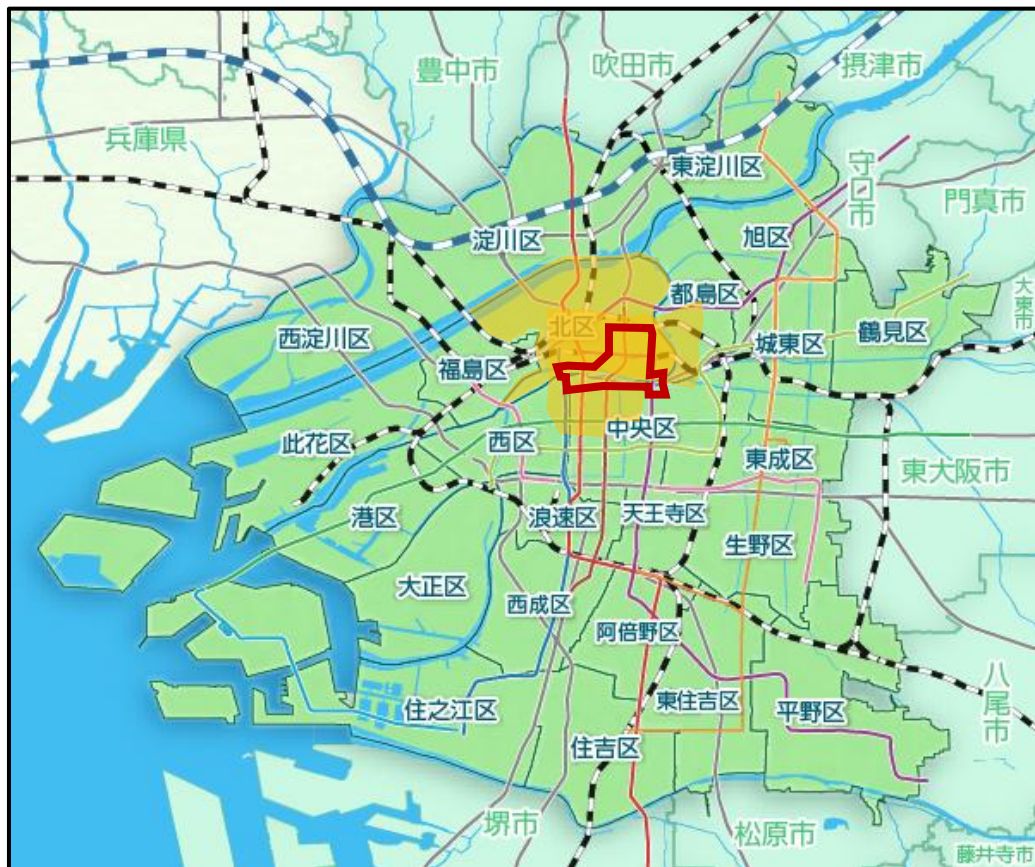 豊中市
吹田市
摂津市
兵庫県
東淀川区
守口市
門真市
淀川区
旭区
都島区
大東市
北区
西淀川区
城東区
鶴見区
福島区
中央区
此花区
西区
東成区
東大阪市
港区
浪速区
天王寺区
生野区
大正区
西成区
阿倍野区
八尾市
東住吉区
住之江区
平野区
住吉区
堺市
松原市
藤井寺市